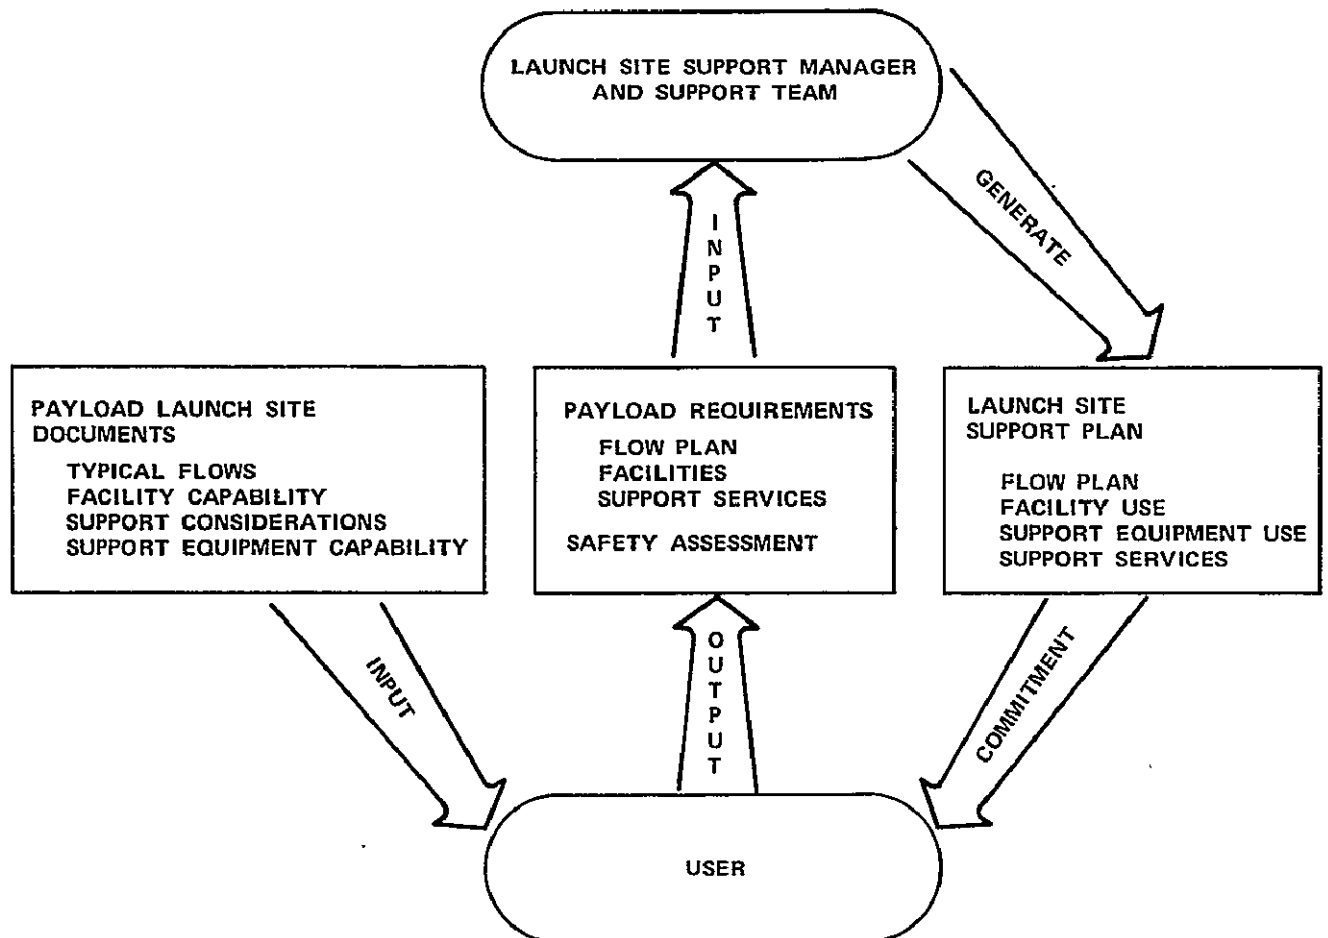 LAUNCH SITE SUPPORT MANAGER
AND SUPPORT TEAM
GENERATE
INPUT
PAYLOAD LAUNCH SITE
DOCUMENTS
TYPICAL FLOWS
FACILITY CAPABILITY
SUPPORT CONSIDERATIONS
SUPPORT EQUIPMENT CAPABILITY
PAYLOAD REQUIREMENTS
FLOW PLAN
FACILITIES
SUPPORT SERVICES
SAFETY ASSESSMENT
LAUNCH SITE
SUPPORT PLAN
FLOW PLAN
FACILITY USE
SUPPORT EQUIPMENT USE
SUPPORT SERVICES
INPUT
OUTPUT
COMMITMENT
USER